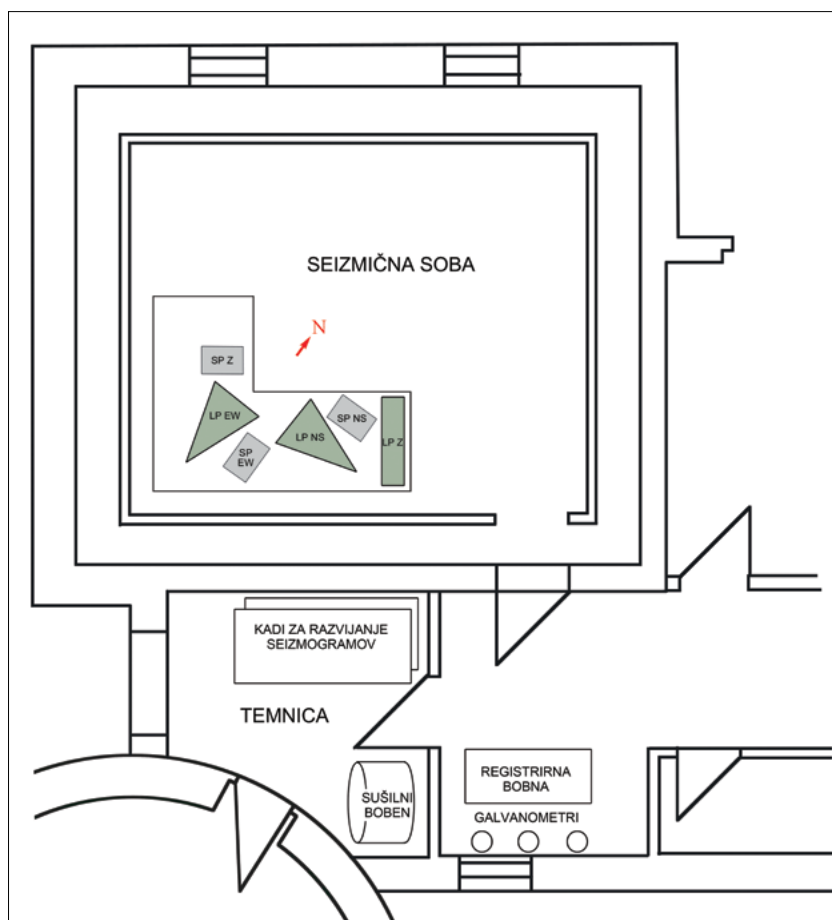 SEIZMIČNA SOBA
N
SP Z
LP EW
SP
EW
LP NS
SP NS
LP Z
KADI ZA RAZVIJANJE
SEIZMOGRAMOV
TEMNICA
SUŠILNI
BOBEN
REGISTRIRNA
BOBNA
GALVANOMETRI